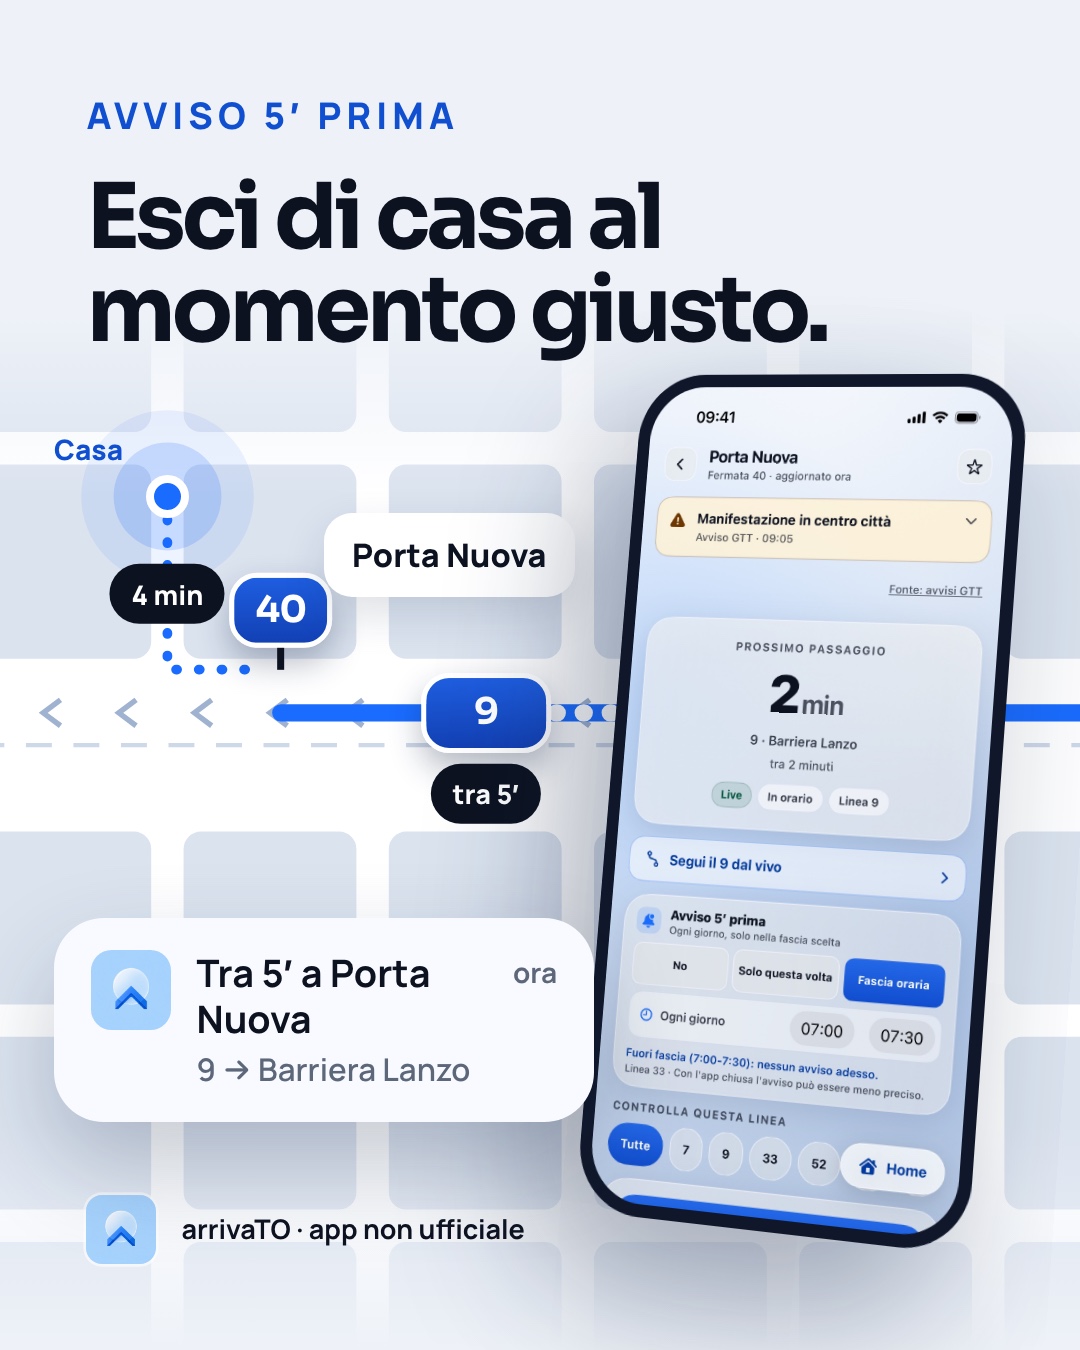 AVVISO 5′ PRIMA
Esci di casa al
momento giusto.
Casa
4 min
40
Porta Nuova
9
tra 5′
Tra 5′ a Porta
Nuova
ora
9 → Barriera Lanzo
arrivaTO · app non ufficiale
09:41
Porta Nuova
Fermata 40 · aggiornato ora
Manifestazione in centro città
Avviso GTT · 09:05
Fonte: avvisi GTT
PROSSIMO PASSAGGIO
2 min
9 · Barriera Lanzo
tra 2 minuti
Live In orario Linea 9
Segui il 9 dal vivo
Avviso 5′ prima
Ogni giorno, solo nella fascia scelta
No Solo questa volta Fascia oraria
Ogni giorno 07:00 07:30
Fuori fascia (7:00-7:30): nessun avviso adesso.
Linea 33 · Con l'app chiusa l'avviso può essere meno preciso.
CONTROLLA QUESTA LINEA
Tutte 7 9 33 52 Home